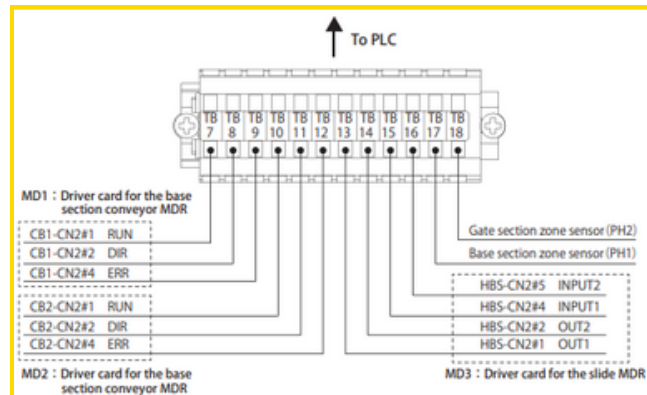 To PLC
TB TB TB TB TB TB TB TB TB TB TB TB
7 8 9 10 11 12 13 14 15 16 17 18
MD1 : Driver card for the base
section conveyor MDR
CB1-CN2#1 RUN
CB1-CN2#2 DIR
CB1-CN2#4 ERR
CB2-CN2#1 RUN
CB2-CN2#2 DIR
CB2-CN2#4 ERR
MD2 : Driver card for the base
section conveyor MDR
Gate section zone sensor (PH2)
Base section zone sensor (PH1)
HBS-CN2#5 INPUT2
HBS-CN2#4 INPUT1
HBS-CN2#2 OUT2
HBS-CN2#1 OUT1
MD3 : Driver card for the slide MDR